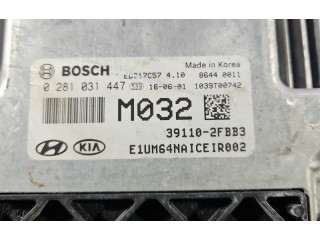 BOSCH EDC17C57 4.10 Made in Korea
8644 0011
0 281 031 447 539 16-06-01 1039T00742
M032
39110-2FBB3
KIA E1UM64NAICEIR002